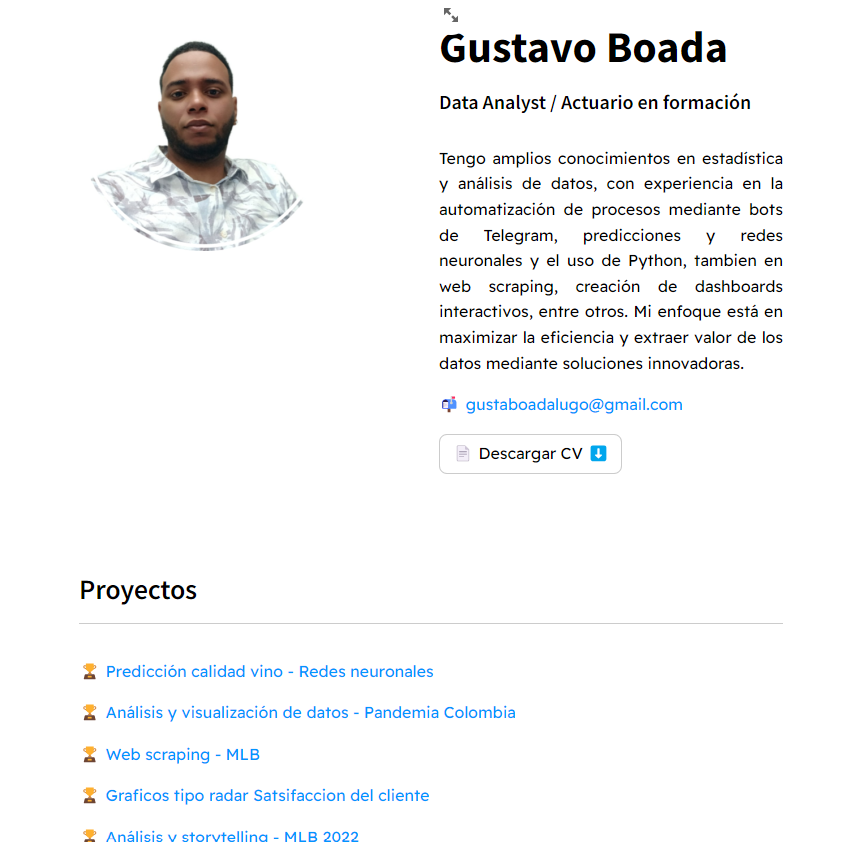 Gustavo Boada
Data Analyst / Actuario en formación
Tengo amplios conocimientos en estadística
y análisis de datos, con experiencia en la
automatización de procesos mediante bots
de Telegram, predicciones y redes
neuronales y el uso de Python, tambien en
web scraping, creación de dashboards
interactivos, entre otros. Mi enfoque está en
maximizar la eficiencia y extraer valor de los
datos mediante soluciones innovadoras.
gustaboadalugo@gmail.com
Descargar CV
Proyectos
Predicción calidad vino - Redes neuronales
Análisis y visualización de datos - Pandemia Colombia
Web scraping - MLB
Graficos tipo radar Satsifaccion del cliente
Análisis y storytelling - MLB 2022